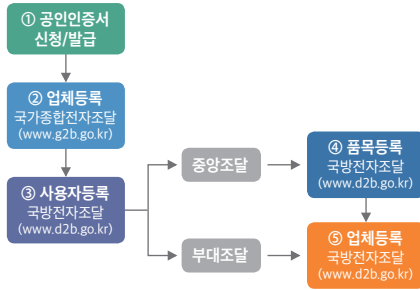 ① 공인인증서
신청/발급
② 업체등록
국가종합전자조달
(www.g2b.go.kr)
③ 사용자등록
국방전자조달
(www.d2b.go.kr)
중앙조달
④ 품목등록
국방전자조달
(www.d2b.go.kr)
부대조달
⑤ 업체등록
국방전자조달
(www.d2b.go.kr)